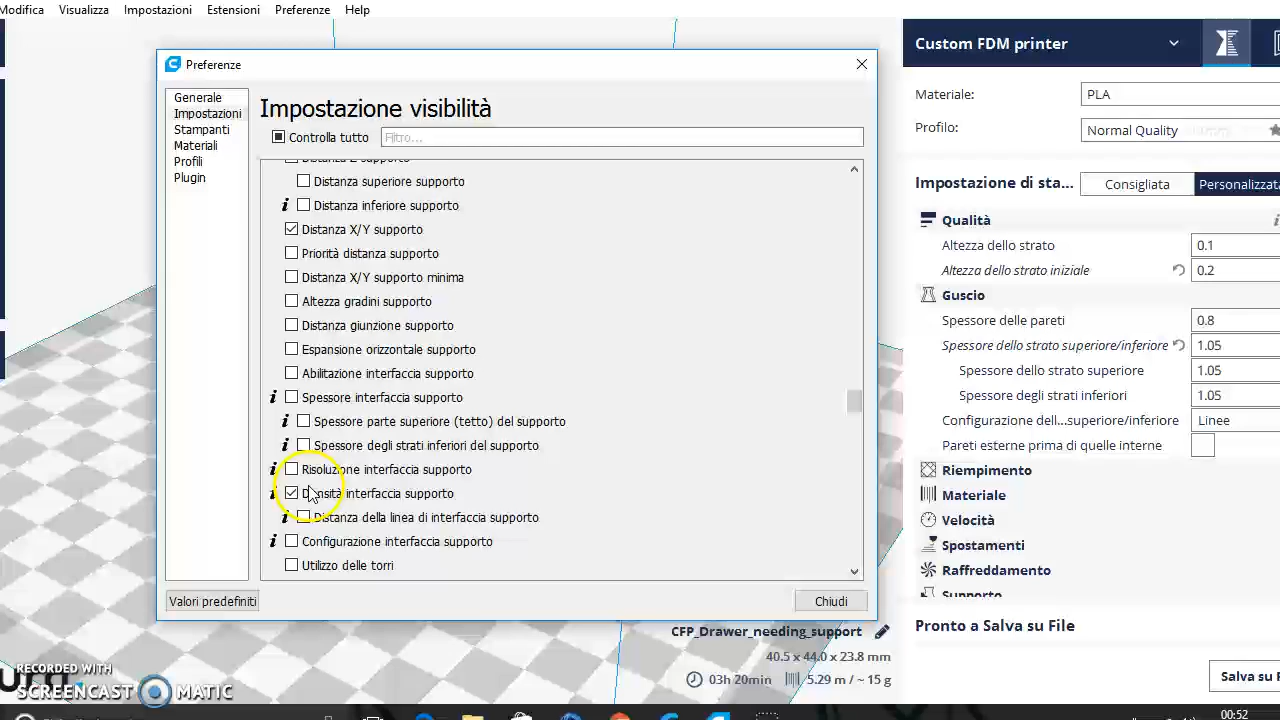 Modifica Visualizza Impostazioni Estensioni Preferenze Help
Preferenze
Generale
Impostazioni
Stampanti
Materiali
Profili
Plugin
Impostazione visibilità
Controlla tutto Filtro...
Distanza Z supporto
Distanza superiore supporto
i Distanza inferiore supporto
Distanza X/Y supporto
Priorità distanza supporto
Distanza X/Y supporto minima
Altezza gradini supporto
Distanza giunzione supporto
Espansione orizzontale supporto
Abilitazione interfaccia supporto
i Spessore interfaccia supporto
i Spessore parte superiore (tetto) del supporto
i Spessore degli strati inferiori del supporto
i Risoluzione interfaccia supporto
i Densità interfaccia supporto
i Distanza della linea di interfaccia supporto
i Configurazione interfaccia supporto
Utilizzo delle torri
Valori predefiniti Chiudi
Custom FDM printer
Materiale: PLA
Profilo: Normal Quality
Impostazione di sta... Consigliata Personalizzata
Qualità i
Altezza dello strato 0.1
Altezza dello strato iniziale 0.2
Guscio
Spessore delle pareti 0.8
Spessore dello strato superiore/inferiore 1.05
Spessore dello strato superiore 1.05
Spessore degli strati inferiori 1.05
Configurazione dell...superiore/inferiore Linee
Pareti esterne prima di quelle interne
Riempimento
Materiale
Velocità
Spostamenti
Raffreddamento
Supporto
Pronto a Salva su File
Salva su F
CFP_Drawer_needing_support
40.5 x 44.0 x 23.8 mm
03h 20min 5.29 m / ~ 15 g
RECORDED WITH
SCREENCAST MATIC
00:52